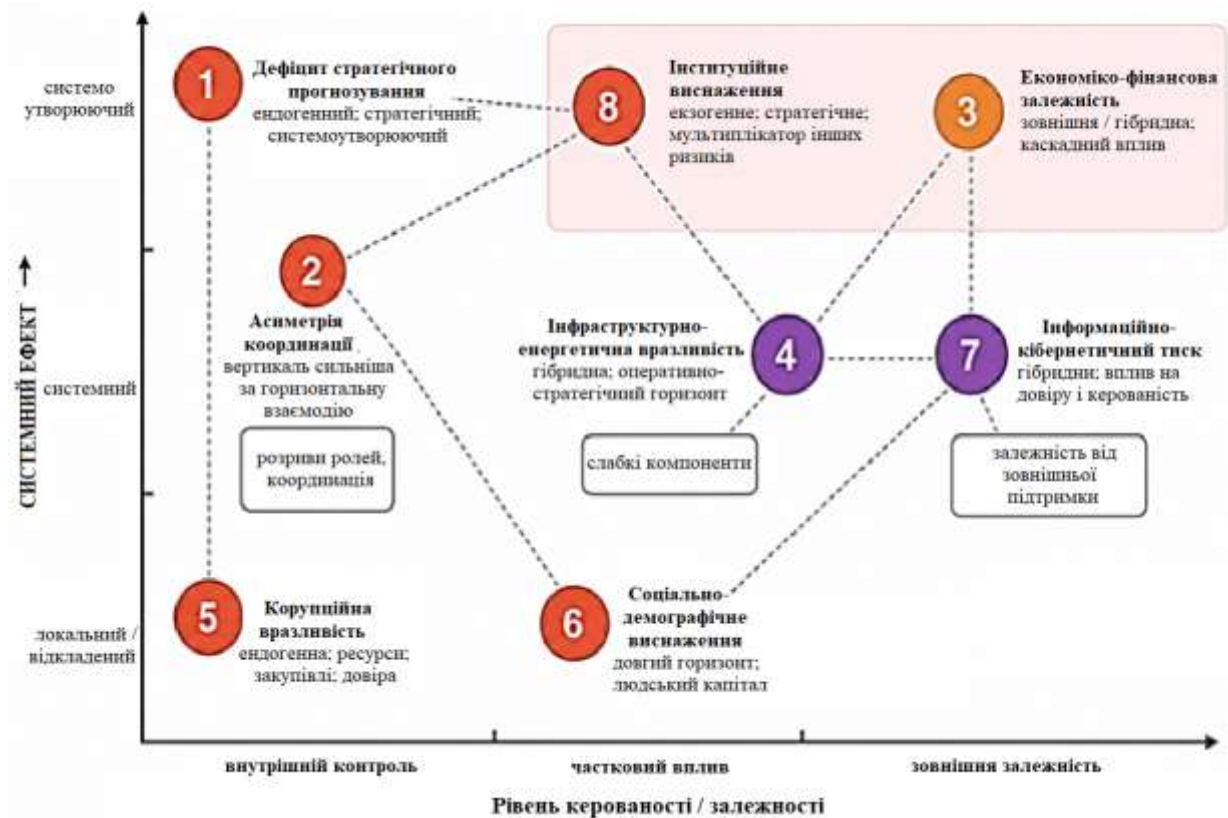 системо
утворюючий
1
Дефіцит стратегічного
прогнозування
ендогенний; стратегічний;
системоутворюючий
8
Інституційне
виснаження
екзогенне; стратегічне;
мультиплікатор інших
ризиків
3
Економіко-фінансова
залежність
зовнішня / гібридна;
каскадний вплив
СИСТЕМНИЙ ЕФЕКТ
системний
2
Асиметрія
координації
вертикаль сильніша
за горизонтальну
взаємодію
розриви ролей,
координація
Інфраструктурно-
енергетична вразливість
гібридна; оперативно-
стратегічний горизонт
4
слабкі компоненти
7
Інформаційно-
кібернетичний тиск
гібридни; вплив на
довіру і керованість
залежність від
зовнішньої
підтримки
локальний /
відкладений
5
Корупційна
вразливість
ендогенна; ресурси;
закупівлі; довіра
6
Соціально-
демографічне
виснаження
довгий горизонт;
людський капітал
внутрішній контроль
частковий вплив
зовнішня залежність
Рівень керованості / залежності